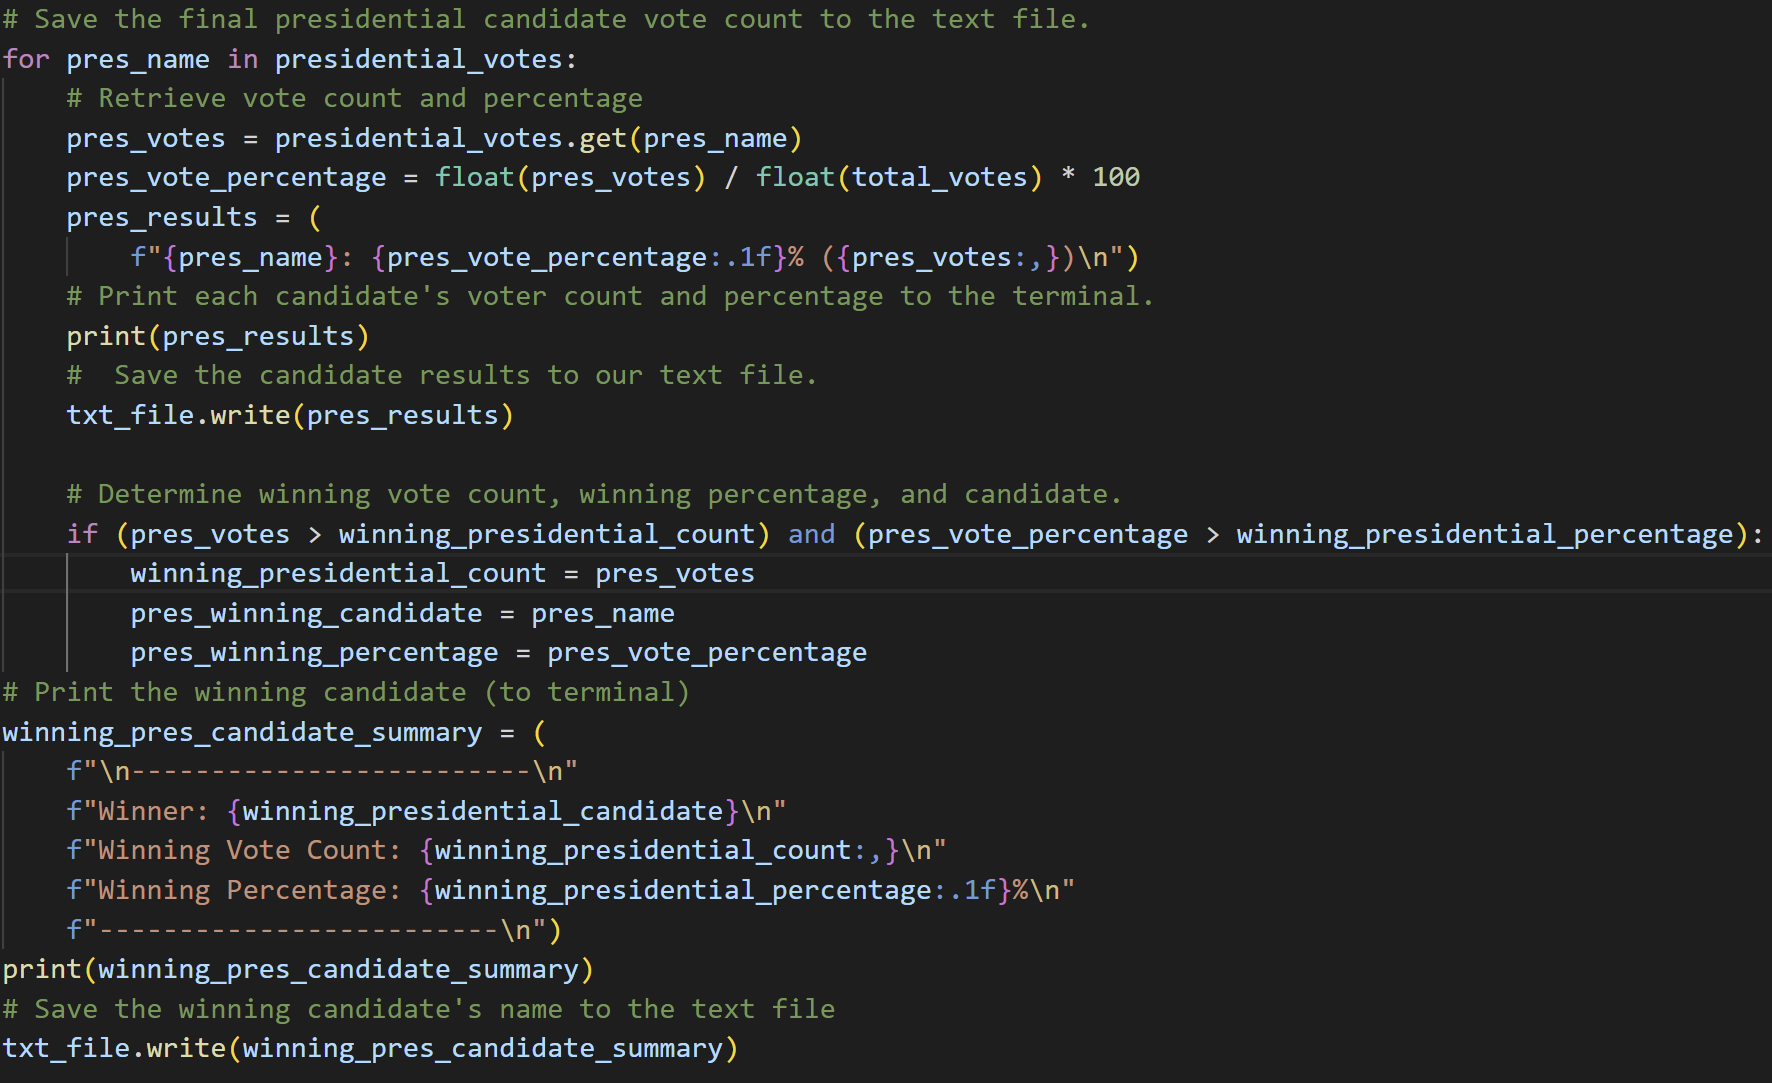 # Save the final presidential candidate vote count to the text file.
for pres_name in presidential_votes:
    # Retrieve vote count and percentage
    pres_votes = presidential_votes.get(pres_name)
    pres_vote_percentage = float(pres_votes) / float(total_votes) * 100
    pres_results = (
        f"{pres_name}: {pres_vote_percentage:.1f}% ({pres_votes:,})\n")
    # Print each candidate's voter count and percentage to the terminal.
    print(pres_results)
    #  Save the candidate results to our text file.
    txt_file.write(pres_results)

    # Determine winning vote count, winning percentage, and candidate.
    if (pres_votes > winning_presidential_count) and (pres_vote_percentage > winning_presidential_percentage):
        winning_presidential_count = pres_votes
        pres_winning_candidate = pres_name
        pres_winning_percentage = pres_vote_percentage
# Print the winning candidate (to terminal)
winning_pres_candidate_summary = (
    f"\n-------------------------\n"
    f"Winner: {winning_presidential_candidate}\n"
    f"Winning Vote Count: {winning_presidential_count:,}\n"
    f"Winning Percentage: {winning_presidential_percentage:.1f}%\n"
    f"-------------------------\n")
print(winning_pres_candidate_summary)
# Save the winning candidate's name to the text file
txt_file.write(winning_pres_candidate_summary)